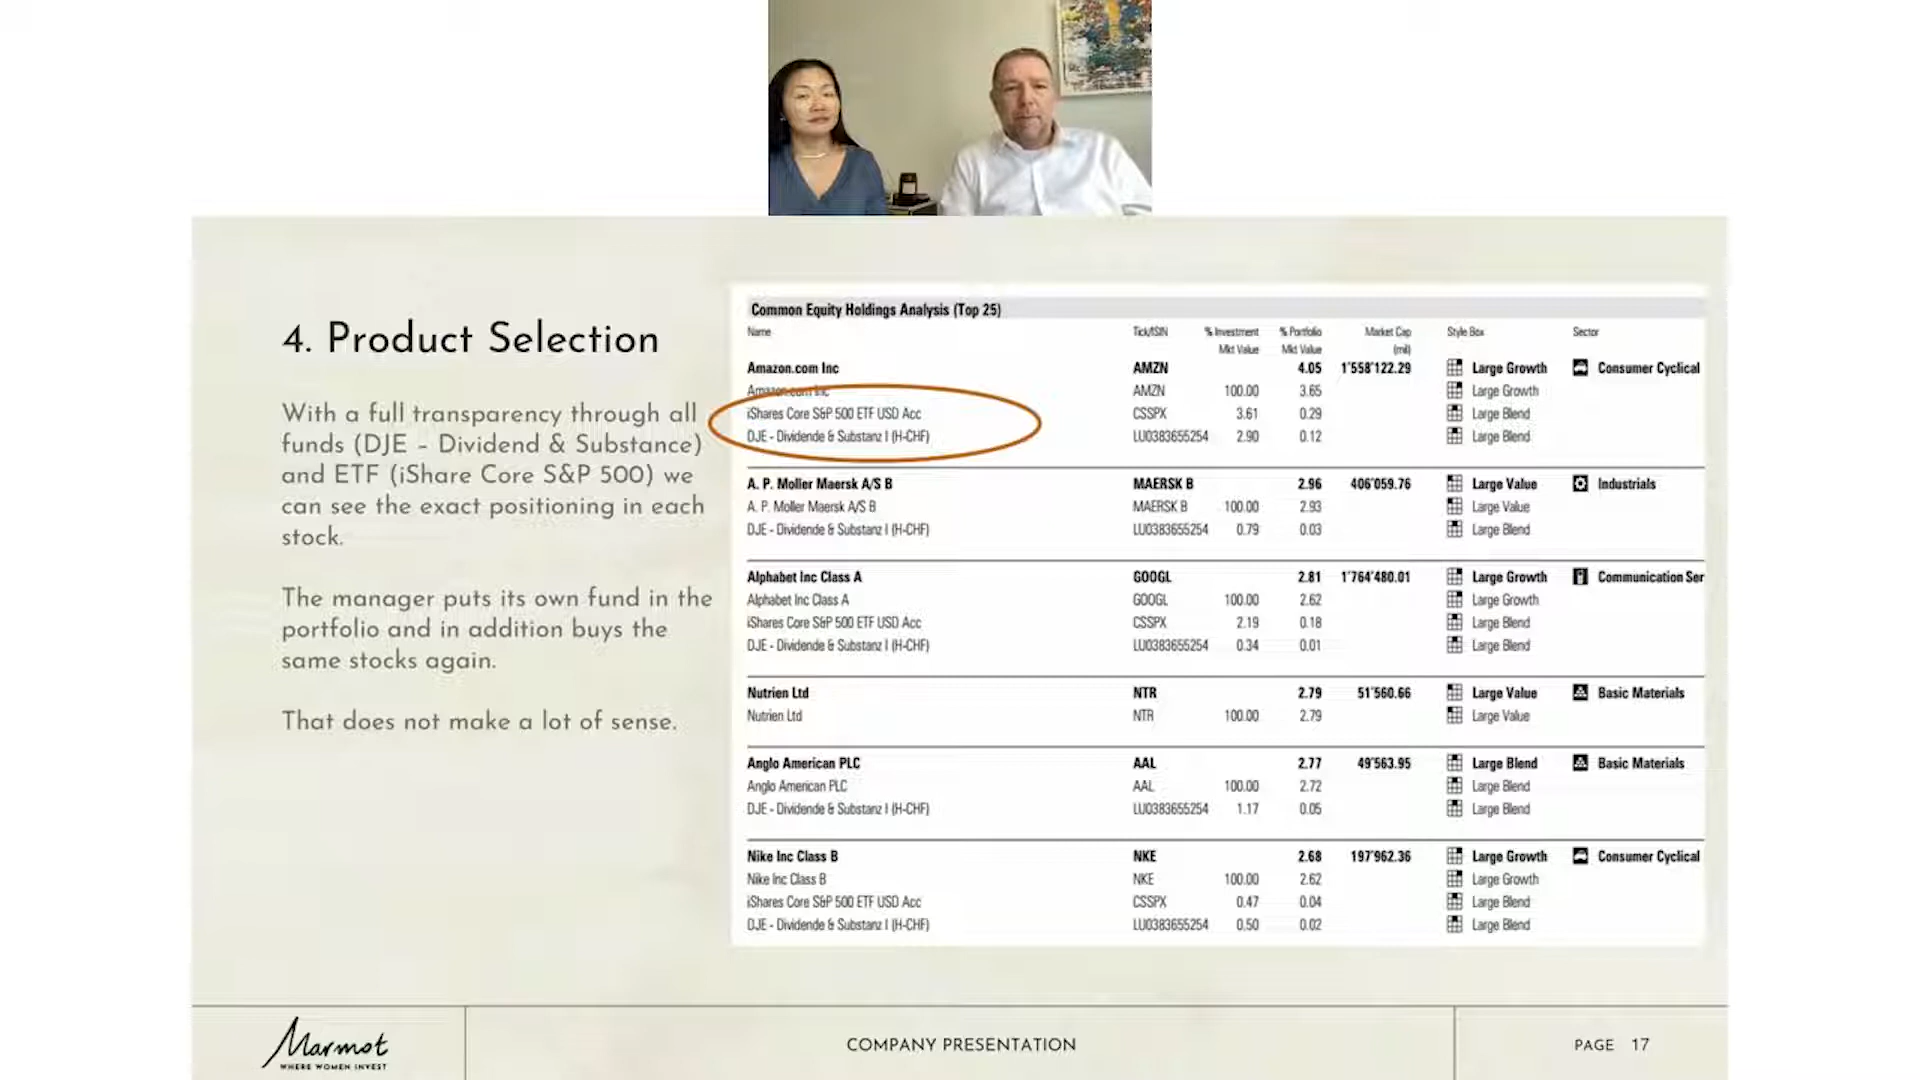 4. Product Selection
With a full transparency through all
funds (DJE – Dividend & Substance)
and ETF (iShare Core S&P 500) we
can see the exact positioning in each
stock.
The manager puts its own fund in the
portfolio and in addition buys the
same stocks again.
That does not make a lot of sense.
Common Equity Holdings Analysis (Top 25)
Name Tick/ISIN % Investment Mkt Value % Portfolio Mkt Value Market Cap (mil) Style Box Sector
Amazon.com Inc AMZN 4.05 1'558'122.29 Large Growth Consumer Cyclical
Amazon.com Inc AMZN 100.00 3.65 Large Growth
iShares Core S&P 500 ETF USD Acc CSSPX 3.61 0.29 Large Blend
DJE - Dividende & Substanz I (H-CHF) LU0383655254 2.90 0.12 Large Blend
A. P. Moller Maersk A/S B MAERSK B 2.96 406'059.76 Large Value Industrials
A. P. Moller Maersk A/S B MAERSK B 100.00 2.93 Large Value
DJE - Dividende & Substanz I (H-CHF) LU0383655254 0.79 0.03 Large Blend
Alphabet Inc Class A GOOGL 2.81 1'764'480.01 Large Growth Communication Ser
Alphabet Inc Class A GOOGL 100.00 2.62 Large Growth
iShares Core S&P 500 ETF USD Acc CSSPX 2.19 0.18 Large Blend
DJE - Dividende & Substanz I (H-CHF) LU0383655254 0.34 0.01 Large Blend
Nutrien Ltd NTR 2.79 51'560.66 Large Value Basic Materials
Nutrien Ltd NTR 100.00 2.79 Large Value
Anglo American PLC AAL 2.77 49'563.95 Large Blend Basic Materials
Anglo American PLC AAL 100.00 2.72 Large Blend
DJE - Dividende & Substanz I (H-CHF) LU0383655254 1.17 0.05 Large Blend
Nike Inc Class B NKE 2.68 197'962.36 Large Growth Consumer Cyclical
Nike Inc Class B NKE 100.00 2.62 Large Growth
iShares Core S&P 500 ETF USD Acc CSSPX 0.47 0.04 Large Blend
DJE - Dividende & Substanz I (H-CHF) LU0383655254 0.50 0.02 Large Blend
Marmot
WHERE WOMEN INVEST
COMPANY PRESENTATION
PAGE 17